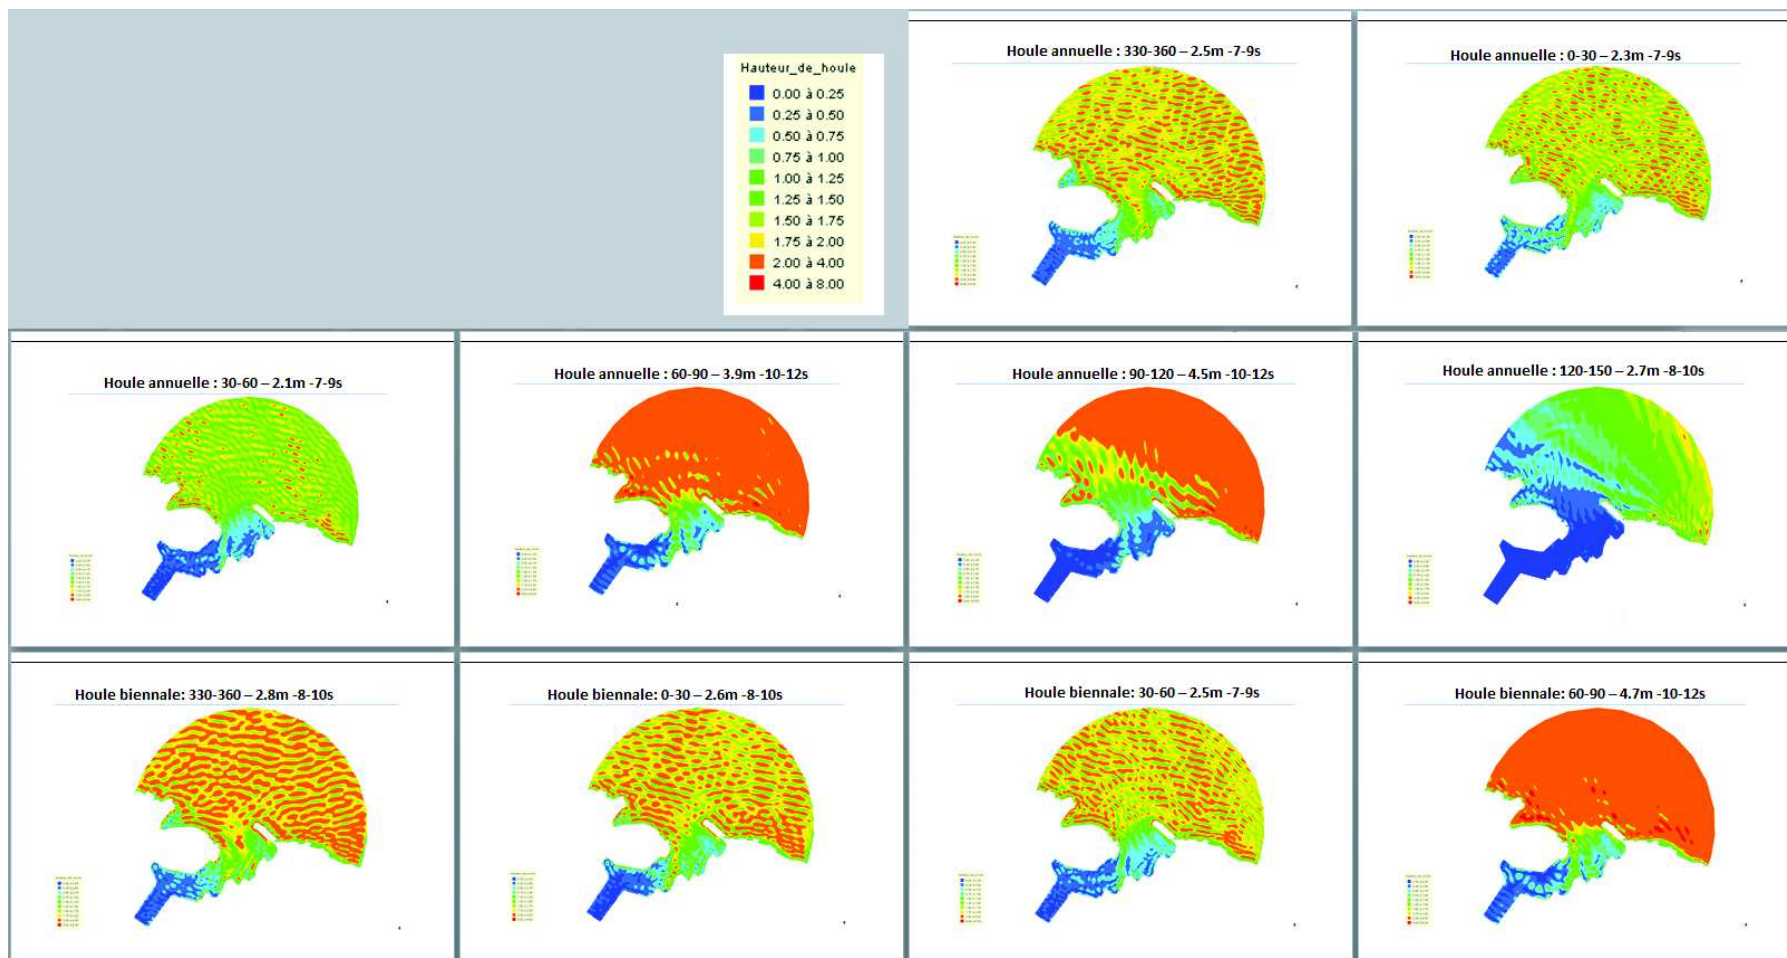 Hauteur_de_houle
0.00 à 0.25
0.25 à 0.50
0.50 à 0.75
0.75 à 1.00
1.00 à 1.25
1.25 à 1.50
1.50 à 1.75
1.75 à 2.00
2.00 à 4.00
4.00 à 8.00
Houle annuelle : 330-360 – 2.5m -7-9s
Houle annuelle : 0-30 – 2.3m -7-9s
Houle annuelle : 30-60 – 2.1m -7-9s
Houle annuelle : 60-90 – 3.9m -10-12s
Houle annuelle : 90-120 – 4.5m -10-12s
Houle annuelle : 120-150 – 2.7m -8-10s
Houle biennale: 330-360 – 2.8m -8-10s
Houle biennale: 0-30 – 2.6m -8-10s
Houle biennale: 30-60 – 2.5m -7-9s
Houle biennale: 60-90 – 4.7m -10-12s